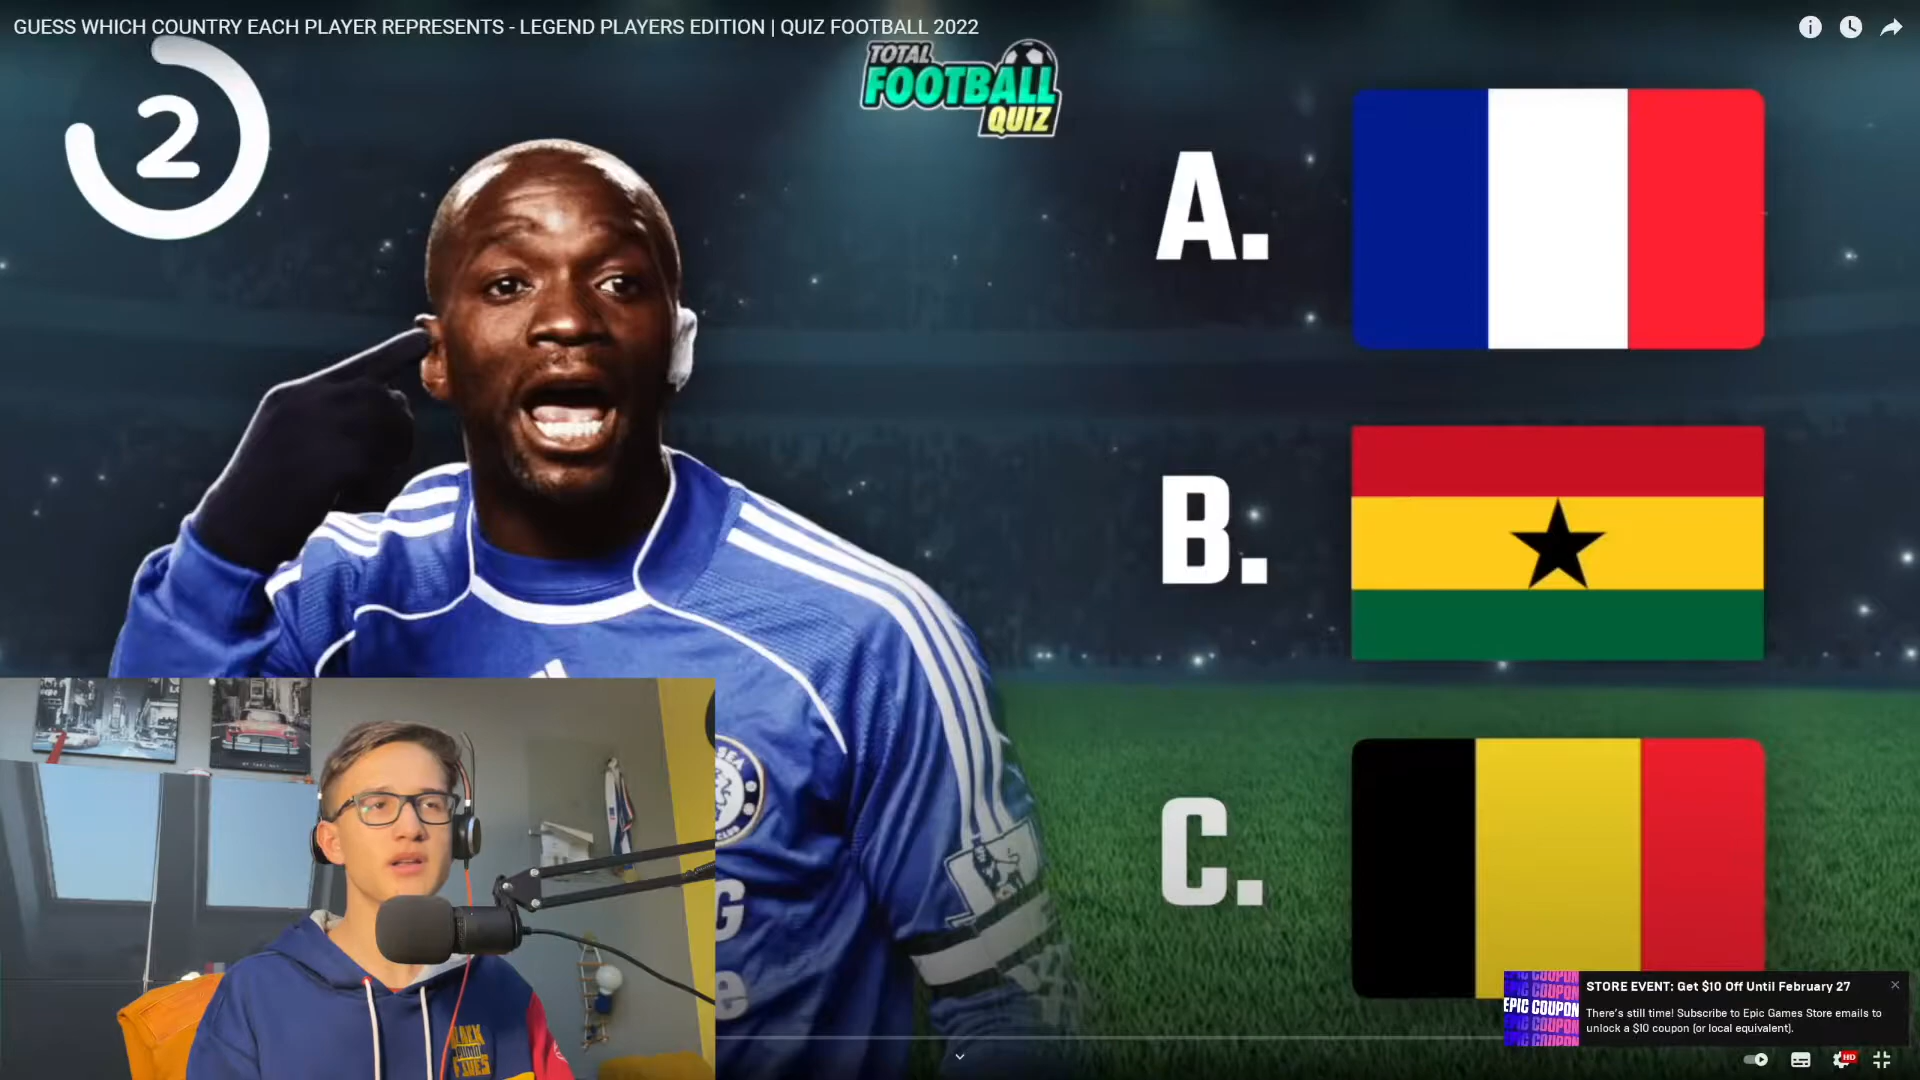 GUESS WHICH COUNTRY EACH PLAYER REPRESENTS - LEGEND PLAYERS EDITION | QUIZ FOOTBALL 2022
2
TOTAL
FOOTBALL
QUIZ
A.
B.
C.
EPIC COUPON
STORE EVENT: Get $10 Off Until February 27
There's still time! Subscribe to Epic Games Store emails to
unlock a $10 coupon (or local equivalent).
HD